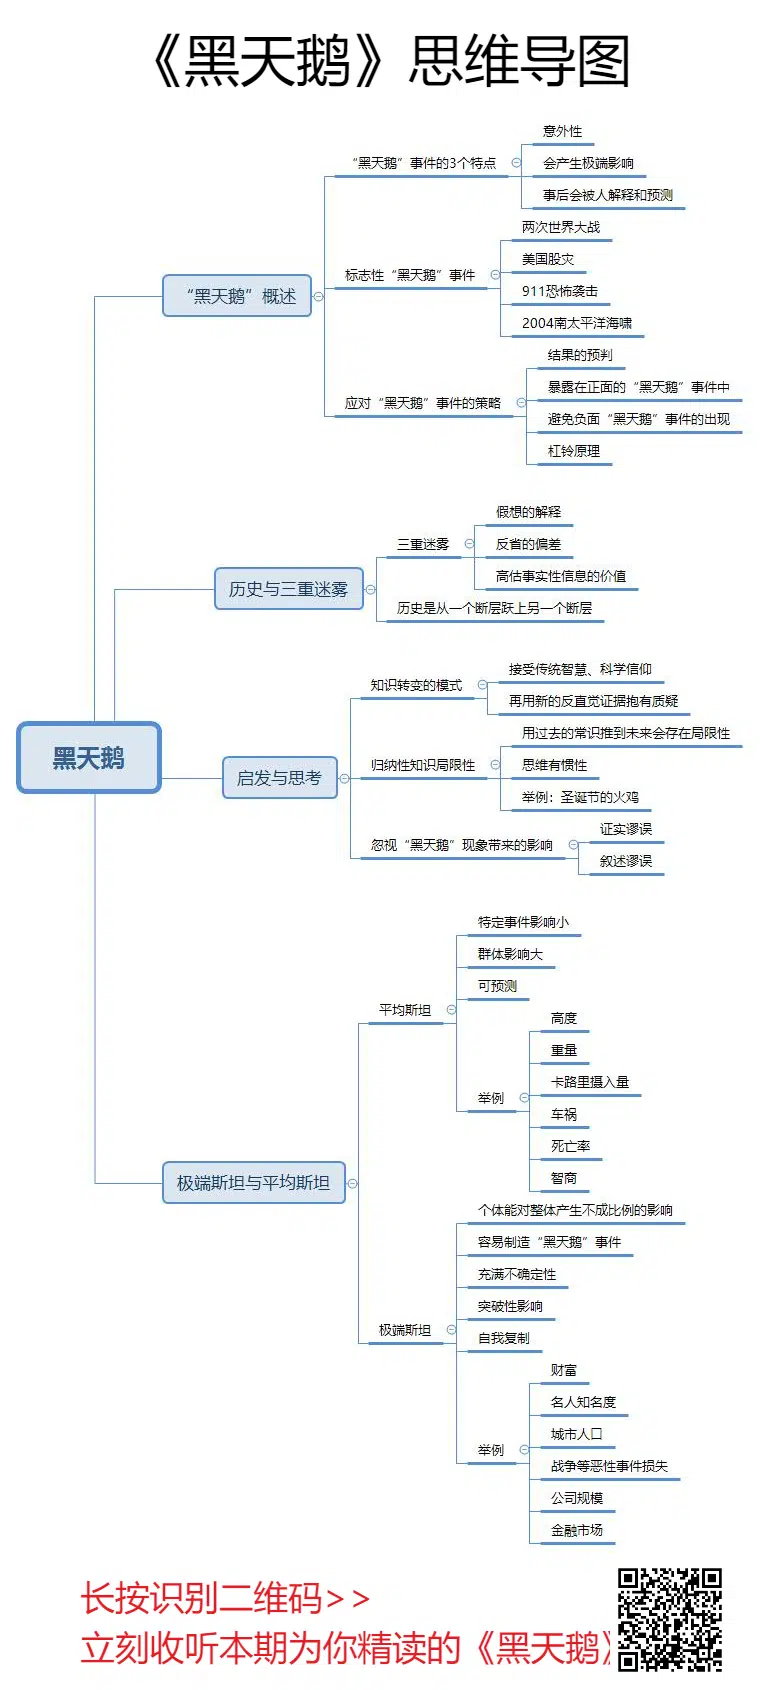 《黑天鹅》思维导图
“黑天鹅”概述
“黑天鹅”事件的3个特点
意外性
会产生极端影响
事后会被人解释和预测
标志性“黑天鹅”事件
两次世界大战
美国股灾
911恐怖袭击
2004南太平洋海啸
应对“黑天鹅”事件的策略
结果的预判
暴露在正面的“黑天鹅”事件中
避免负面“黑天鹅”事件的出现
杠铃原理
历史与三重迷雾
三重迷雾
假想的解释
反省的偏差
高估事实性信息的价值
历史是从一个断层跃上另一个断层
黑天鹅
启发与思考
知识转变的模式
接受传统智慧、科学信仰
再用新的反直觉证据抱有质疑
归纳性知识局限性
用过去的常识推到未来会存在局限性
思维有惯性
举例：圣诞节的火鸡
忽视“黑天鹅”现象带来的影响
证实谬误
叙述谬误
极端斯坦与平均斯坦
平均斯坦
特定事件影响小
群体影响大
可预测
举例
高度
重量
卡路里摄入量
车祸
死亡率
智商
极端斯坦
个体能对整体产生不成比例的影响
容易制造“黑天鹅”事件
充满不确定性
突破性影响
自我复制
举例
财富
名人知名度
城市人口
战争等恶性事件损失
公司规模
金融市场
长按识别二维码>>
立刻收听本期为你精读的《黑天鹅》